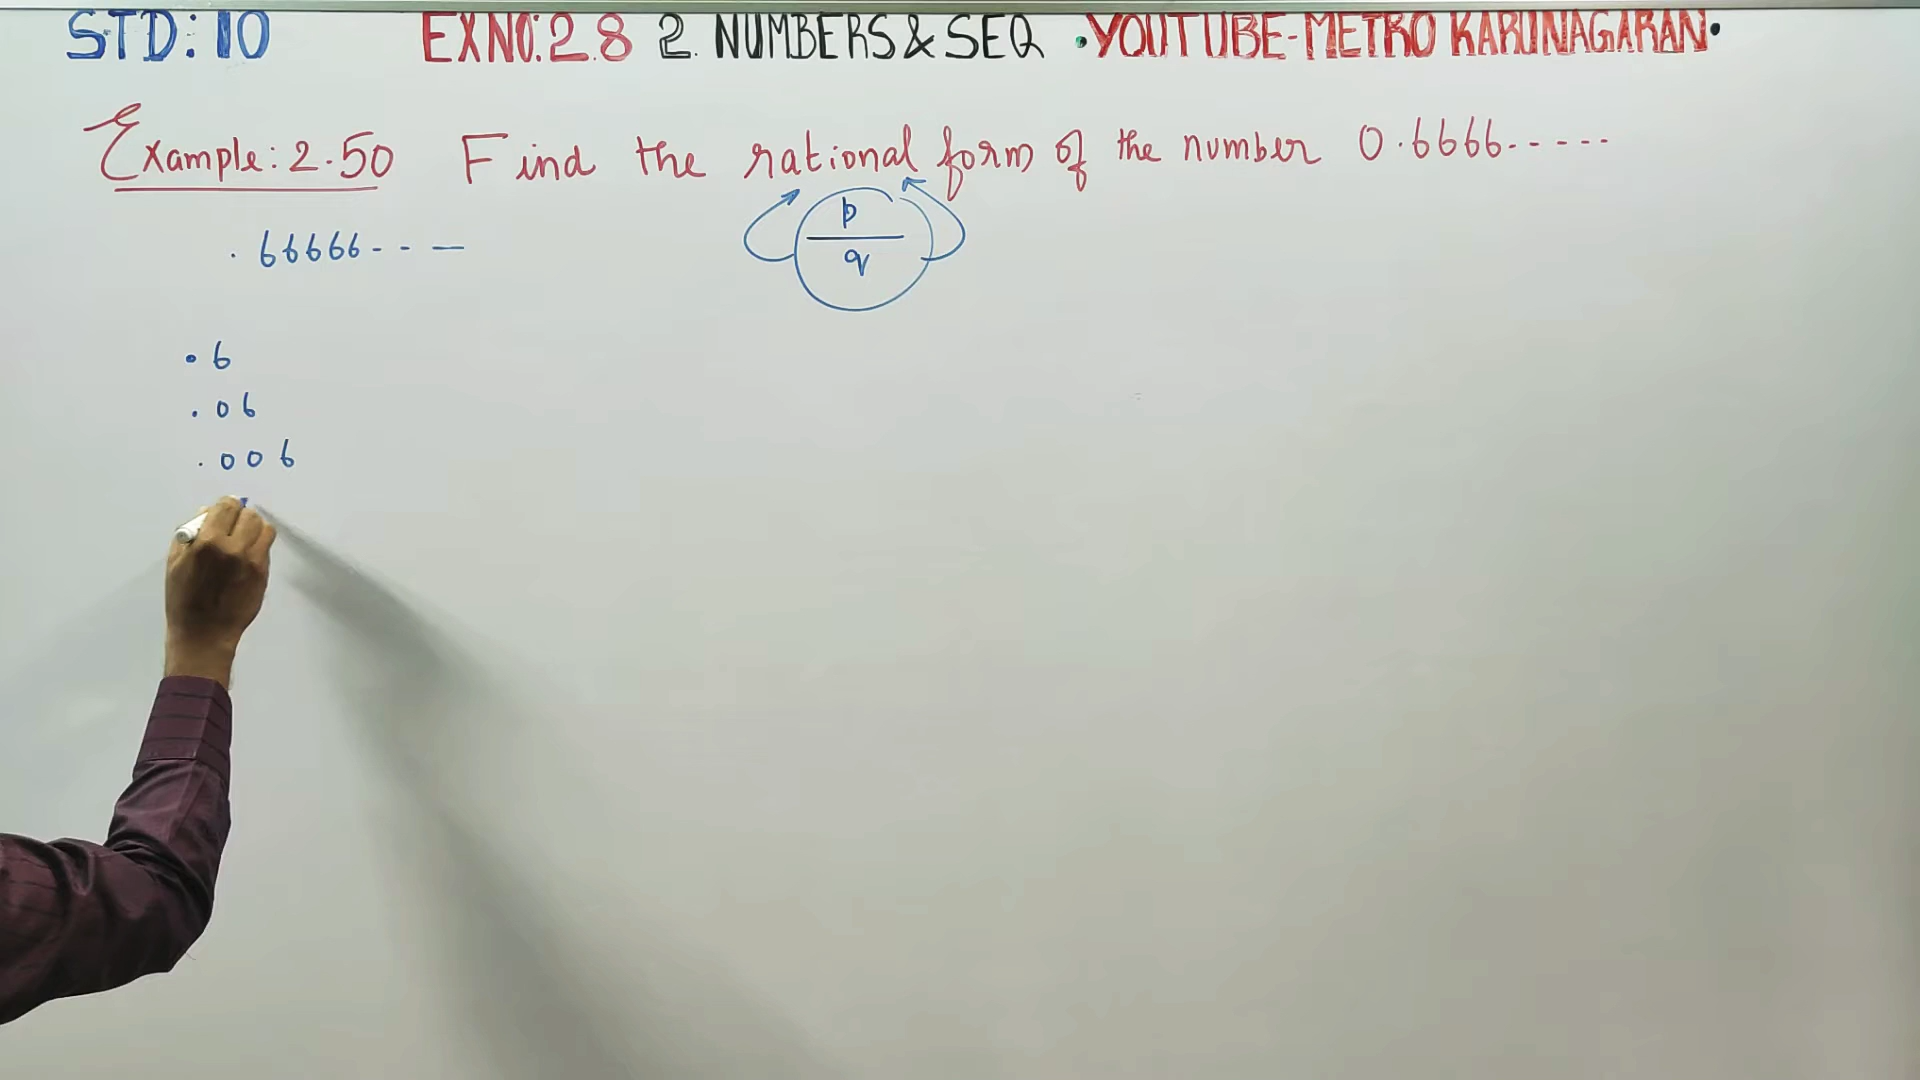 STD: 10 EXNO: 2.8 2. NUMBERS & SEQ •YOUTUBE-METRO KARUNAGARAN•
Example: 2.50 Find the rational form of the number 0.6666-----
.66666---
p
q
.6
.06
.006